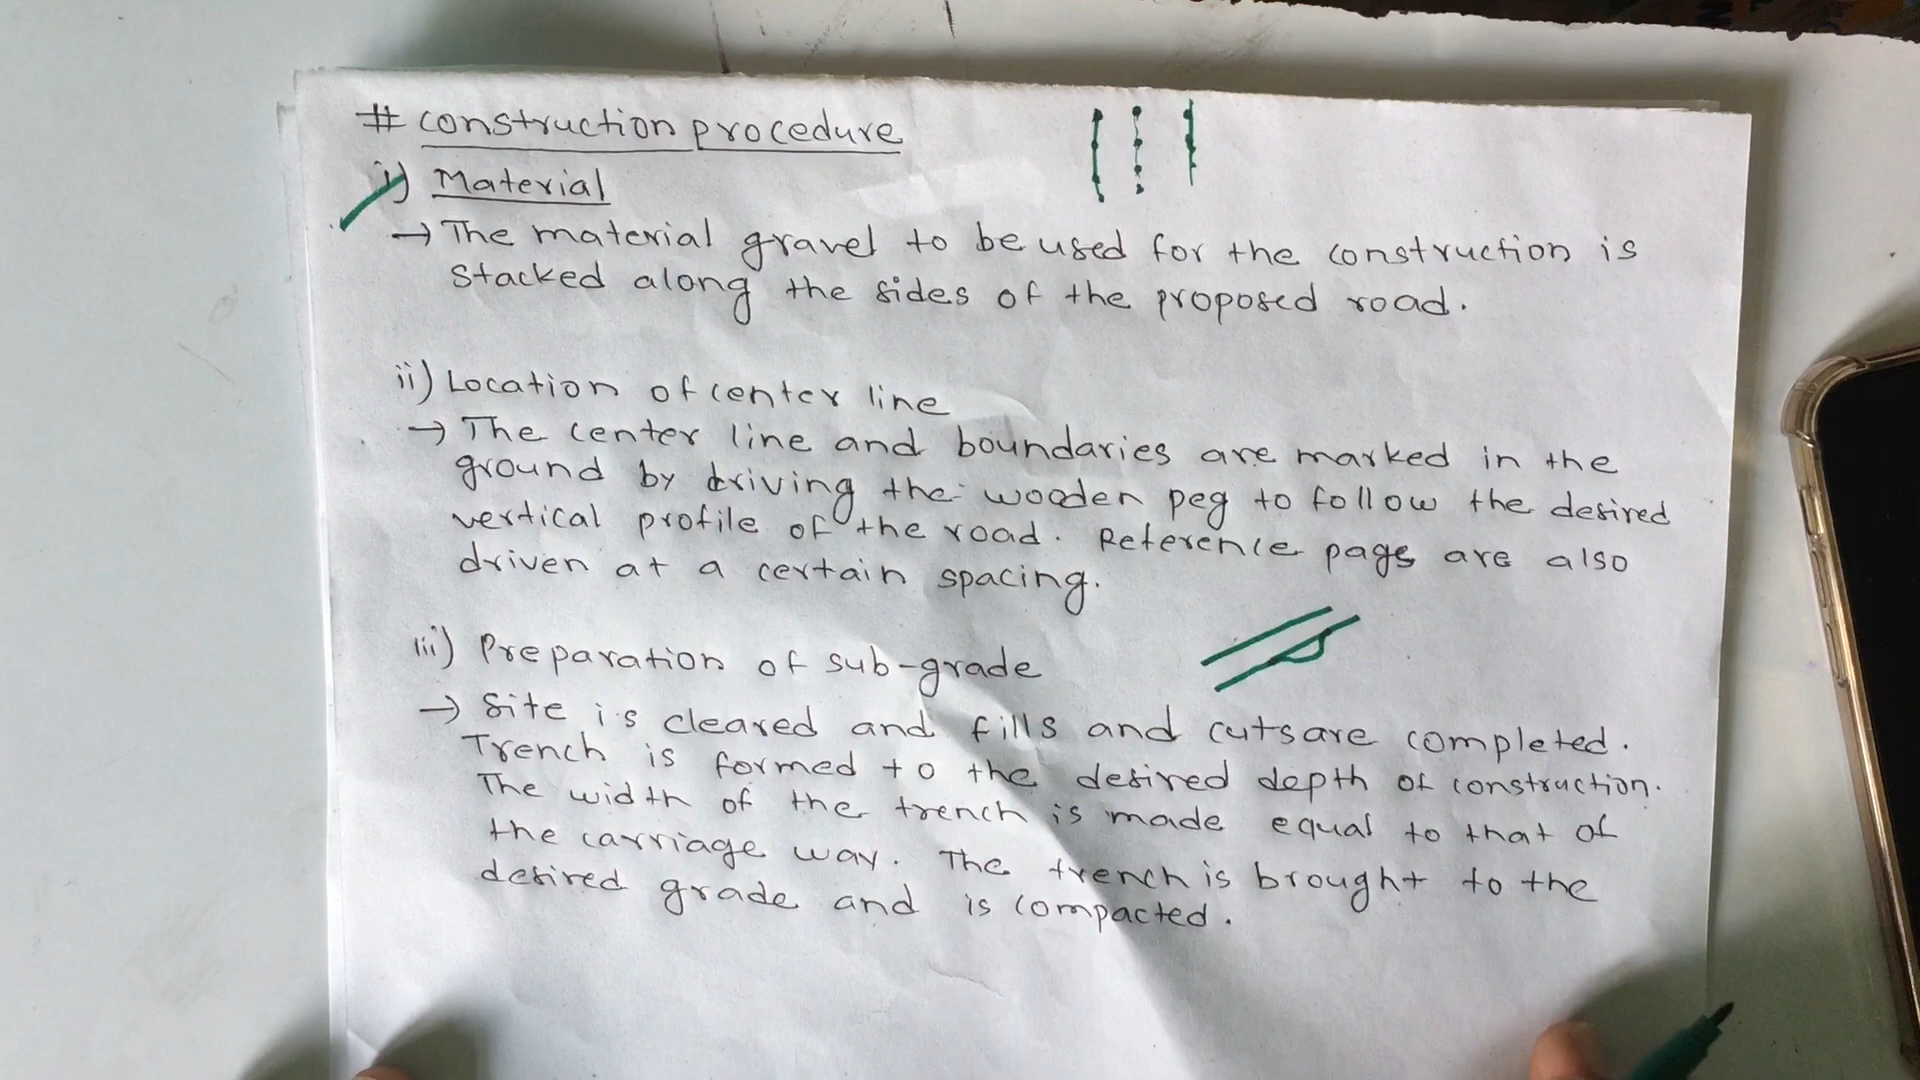 # construction procedure
i) Material
→ The material gravel to be used for the construction is
stacked along the sides of the proposed road.
ii) Location of center line
→ The center line and boundaries are marked in the
ground by driving the wooden peg to follow the desired
vertical profile of the road. Reference pags are also
driven at a certain spacing.
iii) Preparation of sub-grade
→ Site is cleared and fills and cuts are completed.
Trench is formed to the desired depth of construction.
The width of the trench is made equal to that of
the carriage way. The trench is brought to the
desired grade and is compacted.